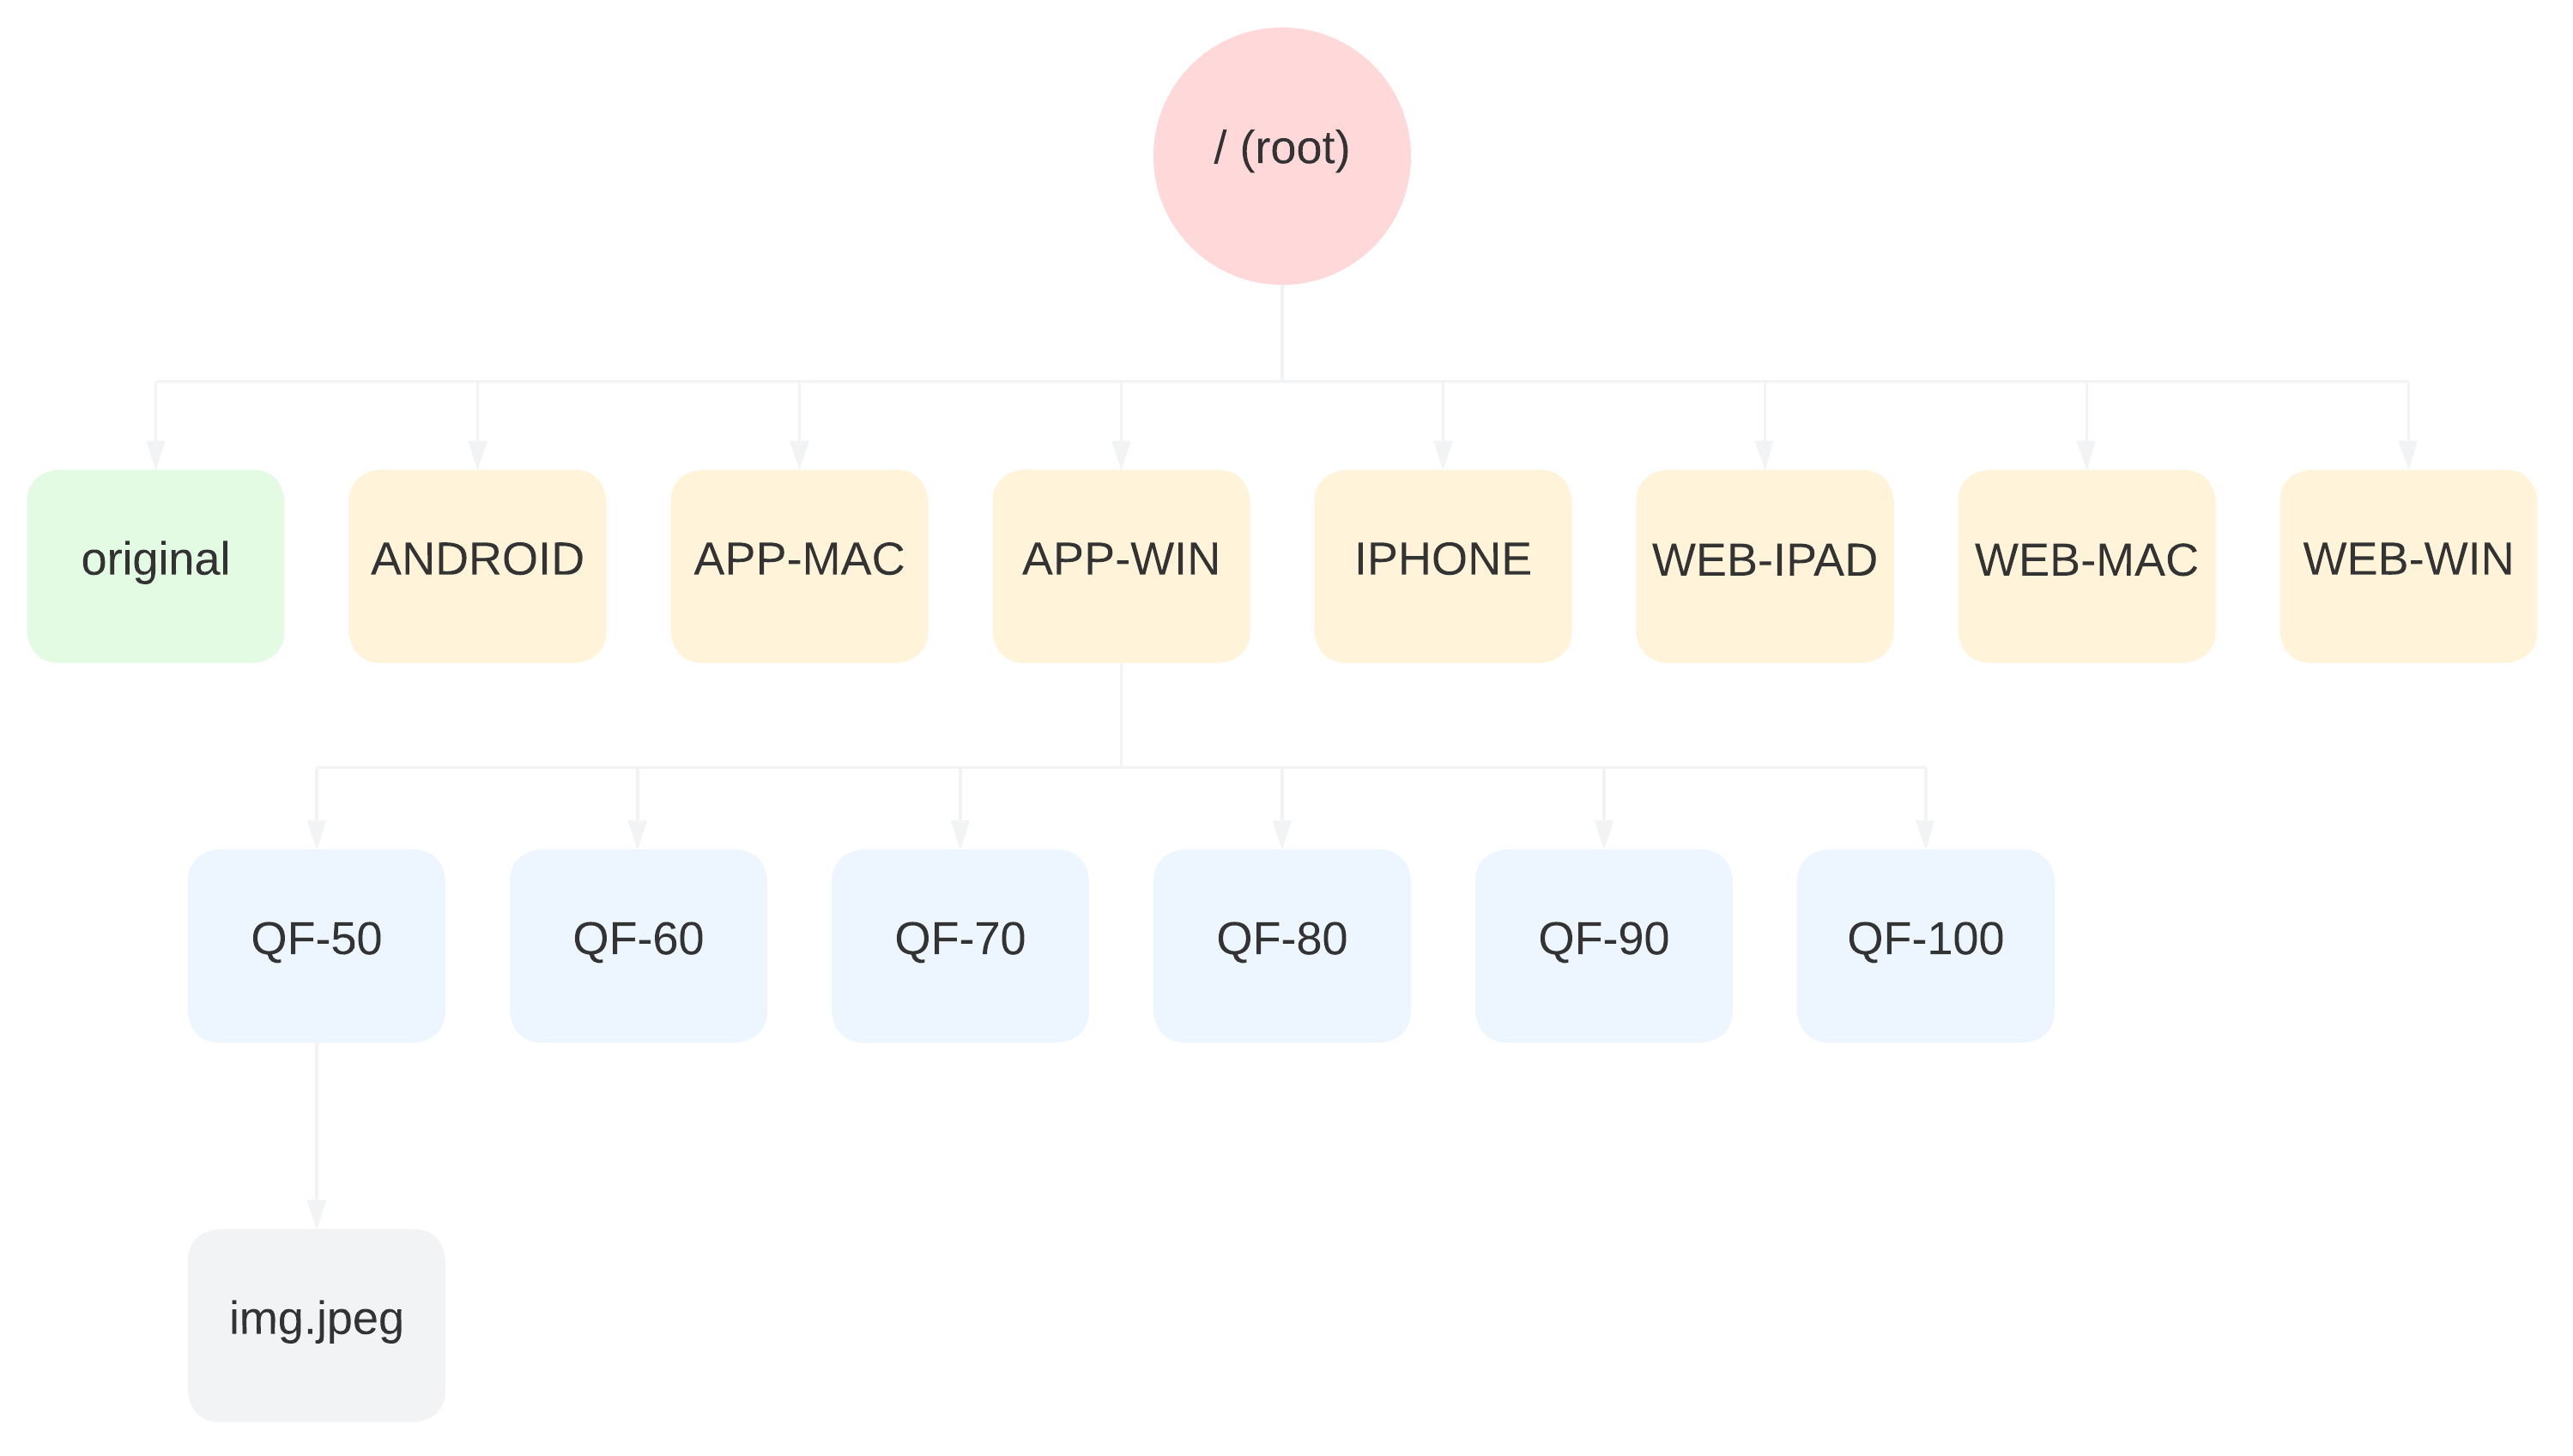 / (root)
original
ANDROID
APP-MAC
APP-WIN
IPHONE
WEB-IPAD
WEB-MAC
WEB-WIN
QF-50
QF-60
QF-70
QF-80
QF-90
QF-100
img.jpeg